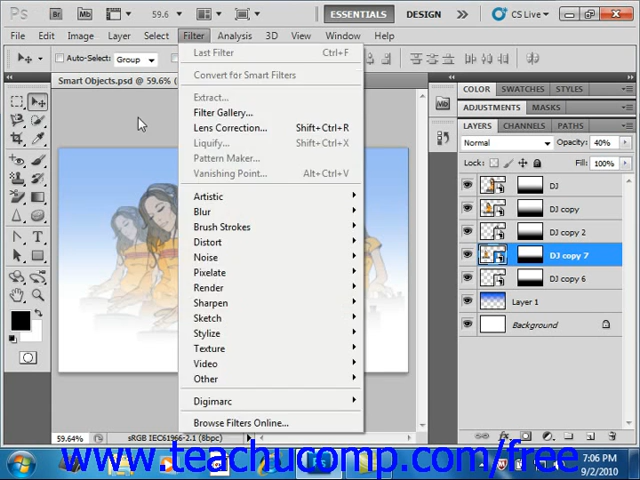 Ps Br Mb 59.6 ESSENTIALS DESIGN CS Live
File Edit Image Layer Select Filter Analysis 3D View Window Help
Auto-Select: Group
Smart Objects.psd @ 59.6%
Last Filter Ctrl+F
Convert for Smart Filters
Extract...
Filter Gallery...
Lens Correction... Shift+Ctrl+R
Liquify... Shift+Ctrl+X
Pattern Maker...
Vanishing Point... Alt+Ctrl+V
Artistic
Blur
Brush Strokes
Distort
Noise
Pixelate
Render
Sharpen
Sketch
Stylize
Texture
Video
Other
Digimarc
Browse Filters Online...
COLOR SWATCHES STYLES
ADJUSTMENTS MASKS
LAYERS CHANNELS PATHS
Normal Opacity: 40%
Lock: Fill: 100%
DJ
DJ copy
DJ copy 2
DJ copy 7
DJ copy 6
Layer 1
Background
59.64% sRGB IEC61966-2.1 (8bpc)
www.teachucomp.com/free
7:06 PM
9/2/2010